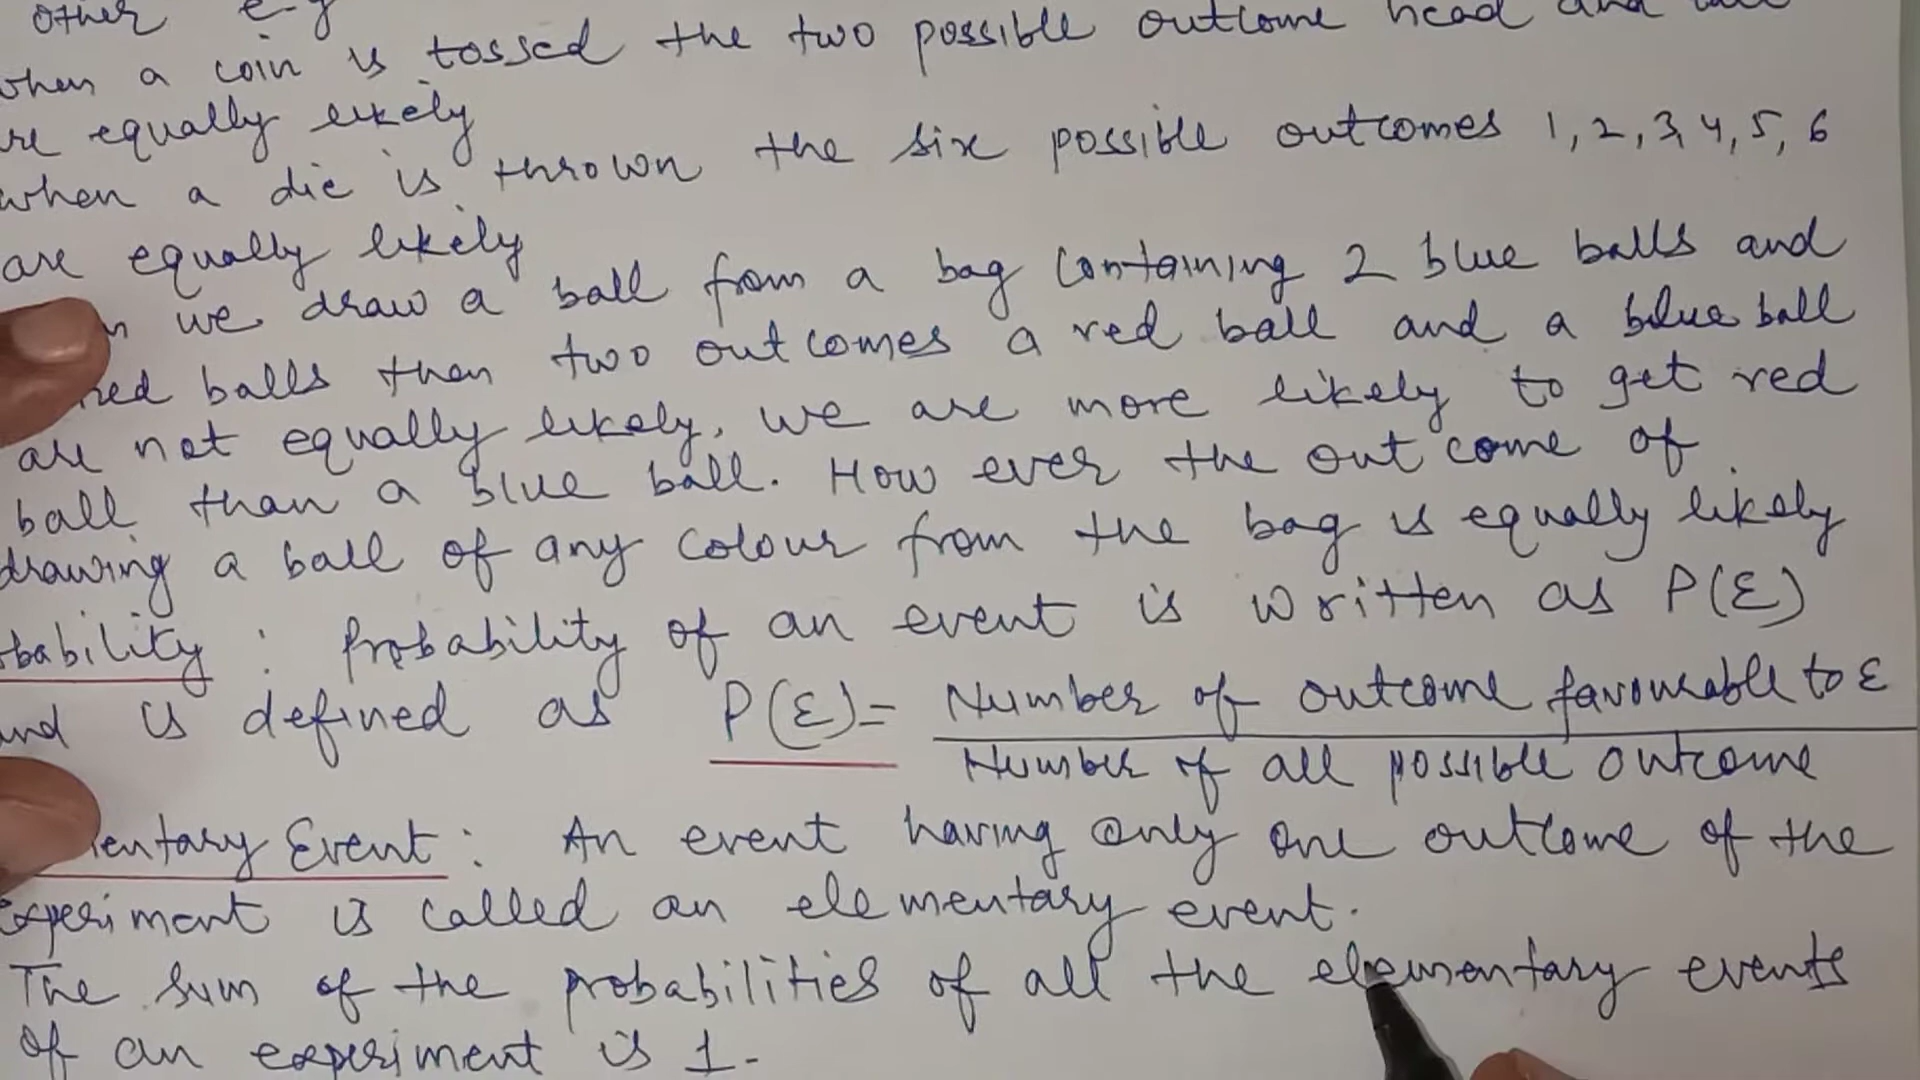 other e-g
when a coin is tossed the two possible outcome head and
re equally likely
when a die is thrown the six possible outcomes 1, 2, 3, 4, 5, 6
are equally likely
n we draw a ball from a bag containing 2 blue balls and
red balls then two outcomes a red ball and a blue ball
are not equally likely, we are more likely to get red
ball than a blue ball. How ever the out come of
drawing a ball of any colour from the bag is equally likely
obability : Probability of an event is written as P(E)
and is defined as P(E) = Number of outcome favourable to E
Number of all possible outcome
entary Event : An event having only one outcome of the
experiment is called an elementary event.
The sum of the probabilities of all the elementary events
of an experiment is 1.